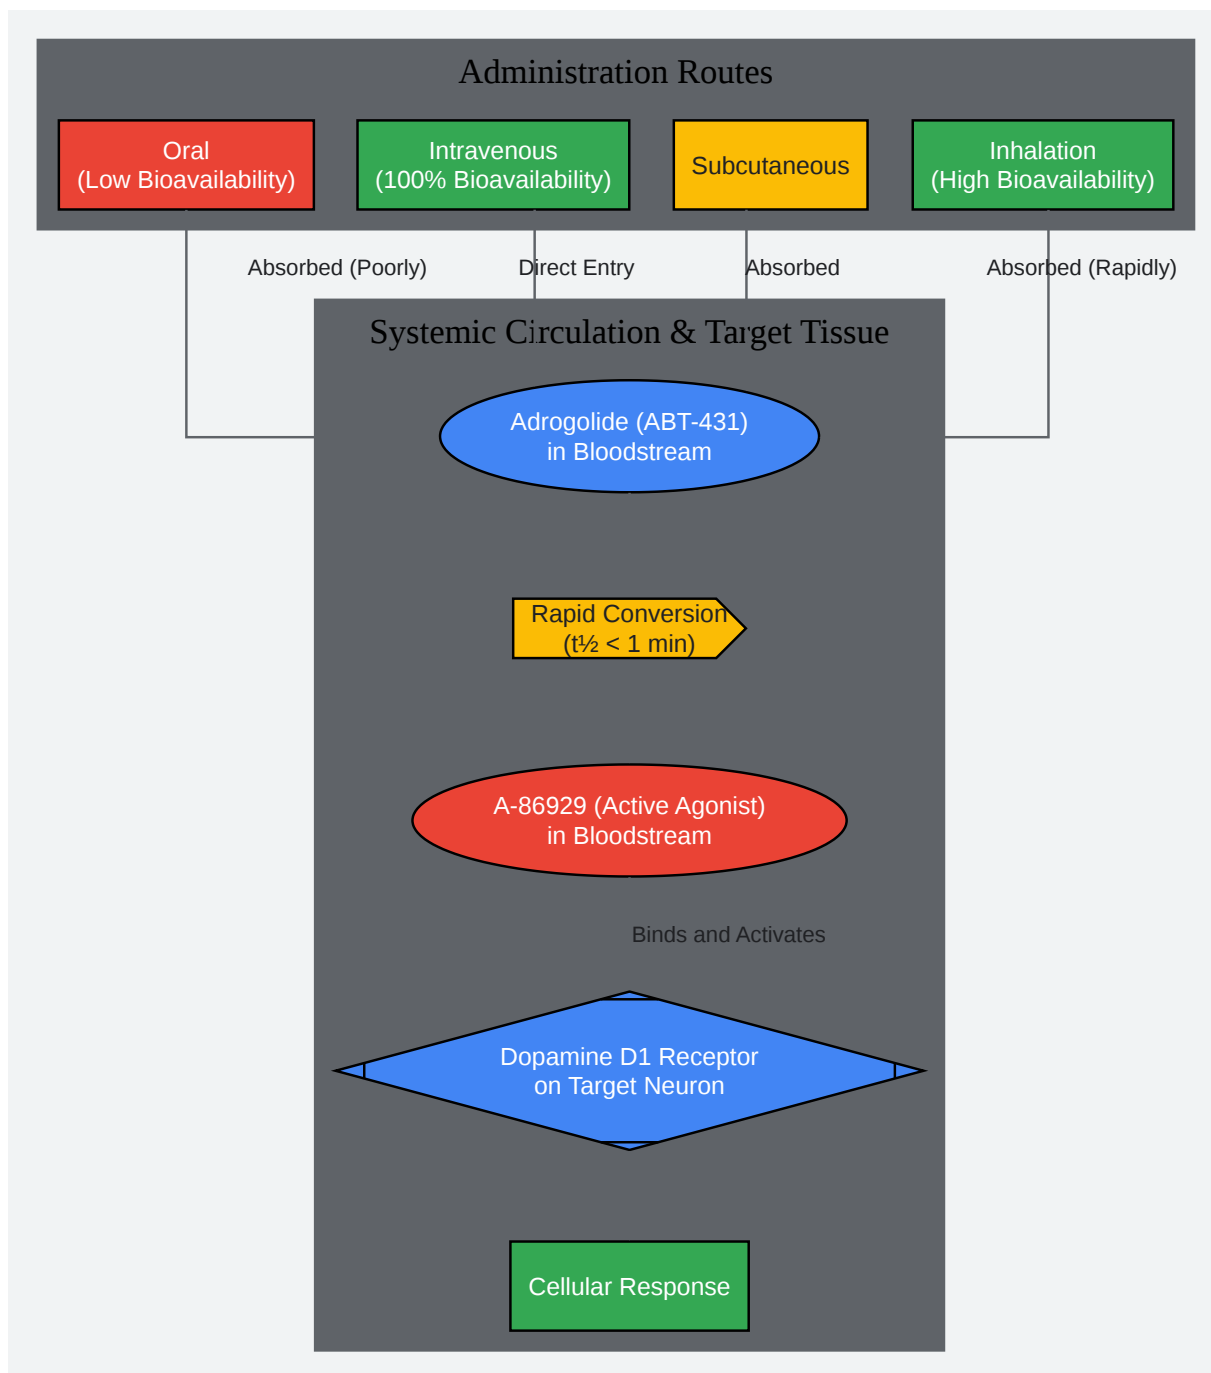 Administration Routes
Oral
(Low Bioavailability)
Intravenous
(100% Bioavailability)
Subcutaneous
Inhalation
(High Bioavailability)
Absorbed (Poorly)
Direct Entry
Absorbed
Absorbed (Rapidly)
Systemic Circulation & Target Tissue
Adrogolide (ABT-431)
in Bloodstream
Rapid Conversion
(t½ < 1 min)
A-86929 (Active Agonist)
in Bloodstream
Binds and Activates
Dopamine D1 Receptor
on Target Neuron
Cellular Response